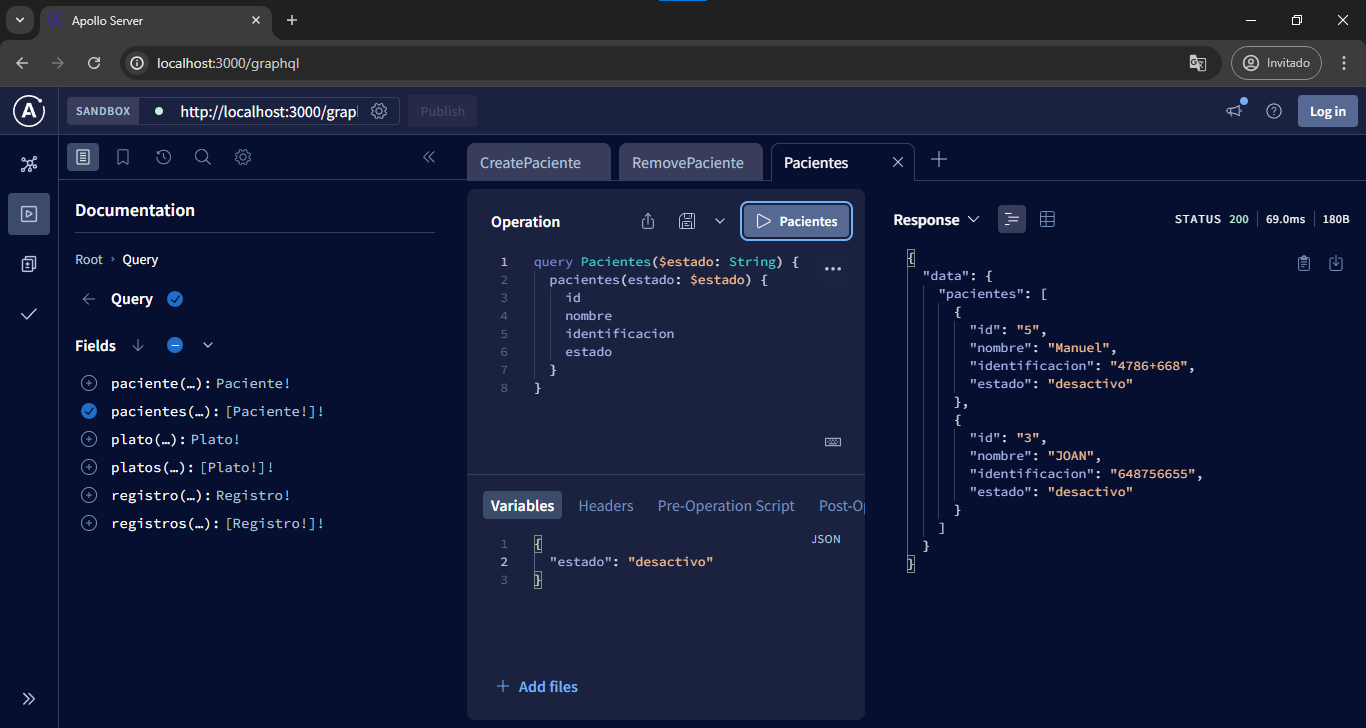 Apollo Server
localhost:3000/graphql
Invitado
SANDBOX
http://localhost:3000/grap
Publish
Log in
Documentation
Root › Query
Query
Fields
paciente(…): Paciente!
pacientes(…): [Paciente!]!
plato(…): Plato!
platos(…): [Plato!]!
registro(…): Registro!
registros(…): [Registro!]!
CreatePaciente
RemovePaciente
Pacientes
Operation
Pacientes
1 query Pacientes($estado: String) {
2 pacientes(estado: $estado) {
3 id
4 nombre
5 identificacion
6 estado
7 }
8 }
Variables Headers Pre-Operation Script Post-Op
JSON
1 {
2 "estado": "desactivo"
3 }
Add files
Response
STATUS 200 69.0ms 180B
{
"data": {
"pacientes": [
{
"id": "5",
"nombre": "Manuel",
"identificacion": "4786+668",
"estado": "desactivo"
},
{
"id": "3",
"nombre": "JOAN",
"identificacion": "648756655",
"estado": "desactivo"
}
]
}
}